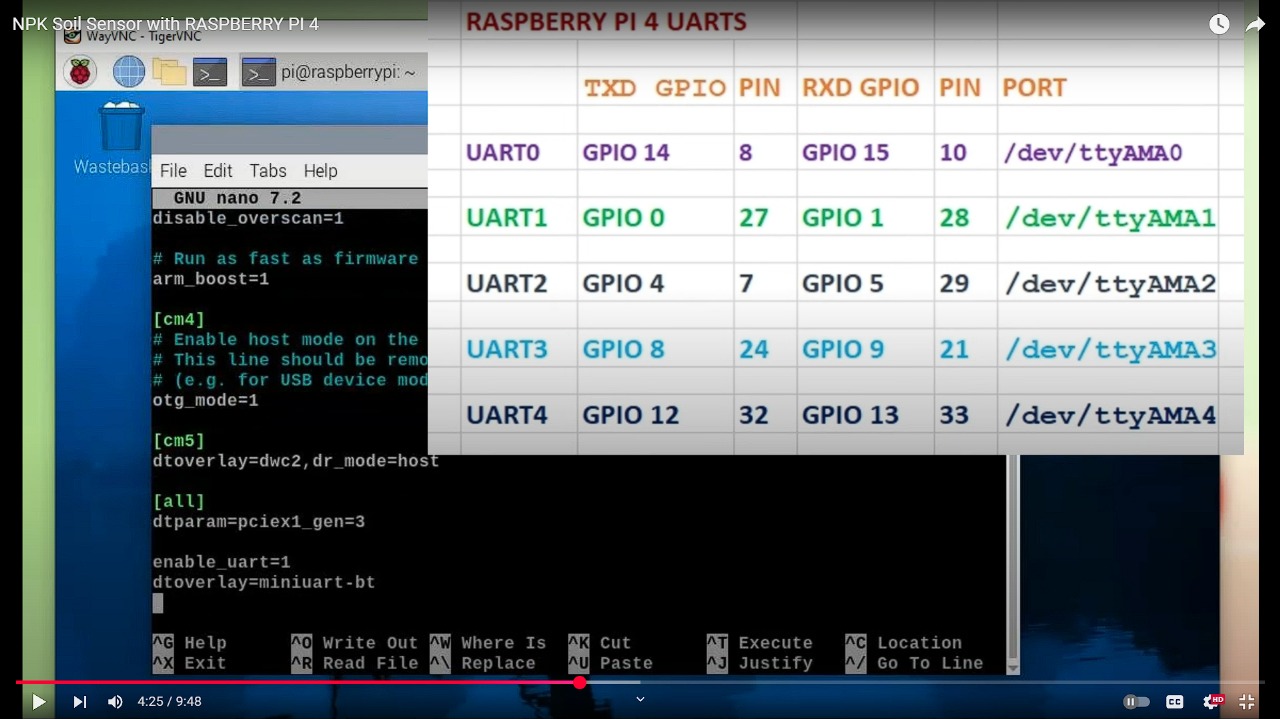 NPK Soil Sensor with RASPBERRY PI 4
WayVNC - TigerVNC
pi@raspberrypi: ~
RASPBERRY PI 4 UARTS
TXD GPIO PIN RXD GPIO PIN PORT
UART0 GPIO 14 8 GPIO 15 10 /dev/ttyAMA0
UART1 GPIO 0 27 GPIO 1 28 /dev/ttyAMA1
UART2 GPIO 4 7 GPIO 5 29 /dev/ttyAMA2
UART3 GPIO 8 24 GPIO 9 21 /dev/ttyAMA3
UART4 GPIO 12 32 GPIO 13 33 /dev/ttyAMA4
Wastebas
File Edit Tabs Help
GNU nano 7.2
disable_overscan=1
# Run as fast as firmware
arm_boost=1
[cm4]
# Enable host mode on the
# This line should be remo
# (e.g. for USB device mod
otg_mode=1
[cm5]
dtoverlay=dwc2,dr_mode=host
[all]
dtparam=pciex1_gen=3
enable_uart=1
dtoverlay=miniuart-bt
^G Help ^O Write Out ^W Where Is ^K Cut ^T Execute ^C Location
^X Exit ^R Read File ^\ Replace ^U Paste ^J Justify ^/ Go To Line
4:25 / 9:48
CC
HD